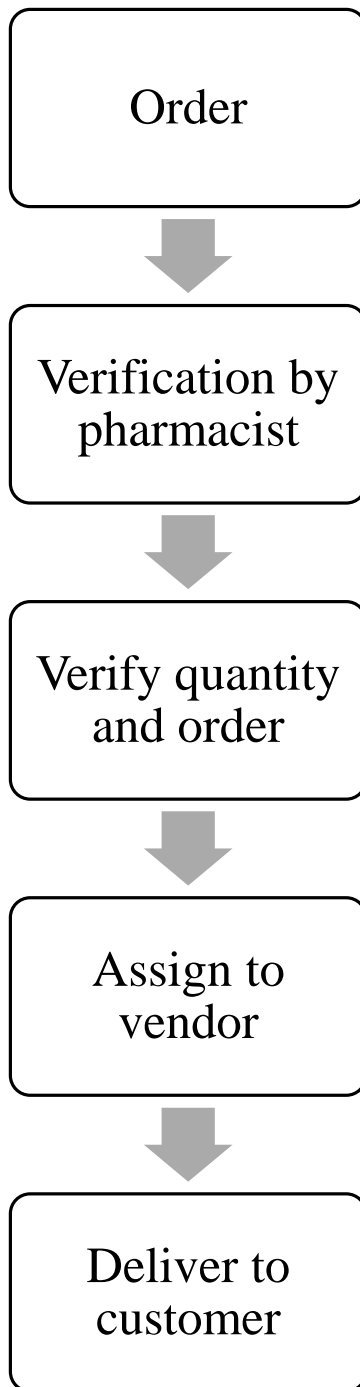 Order
Verification by
pharmacist
Verify quantity
and order
Assign to
vendor
Deliver to
customer